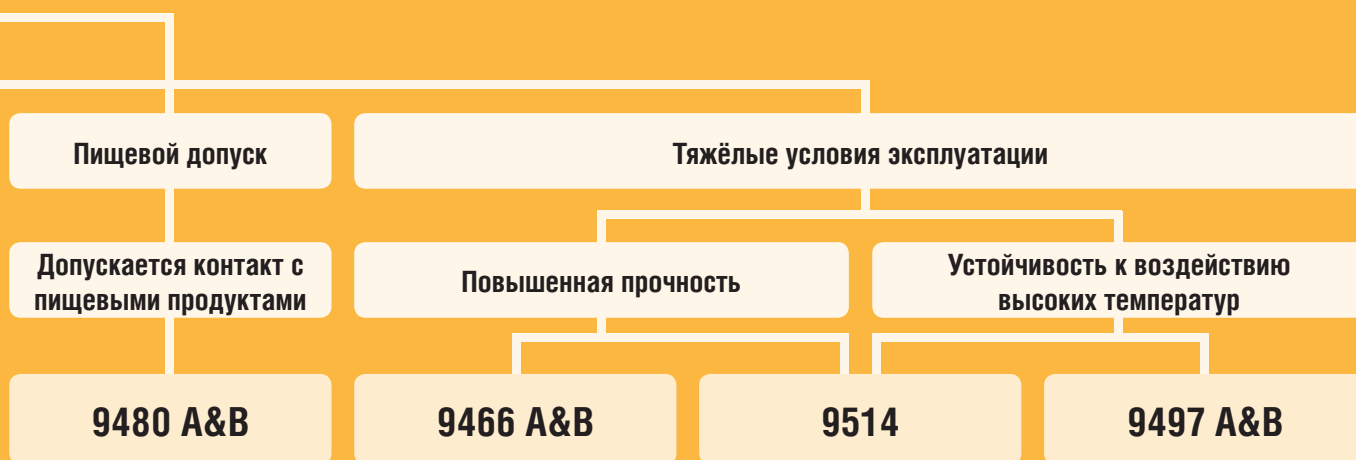 Пищевой допуск
Тяжёлые условия эксплуатации
Допускается контакт с
пищевыми продуктами
Повышенная прочность
Устойчивость к воздействию
высоких температур
9480 A&B
9466 A&B
9514
9497 A&B